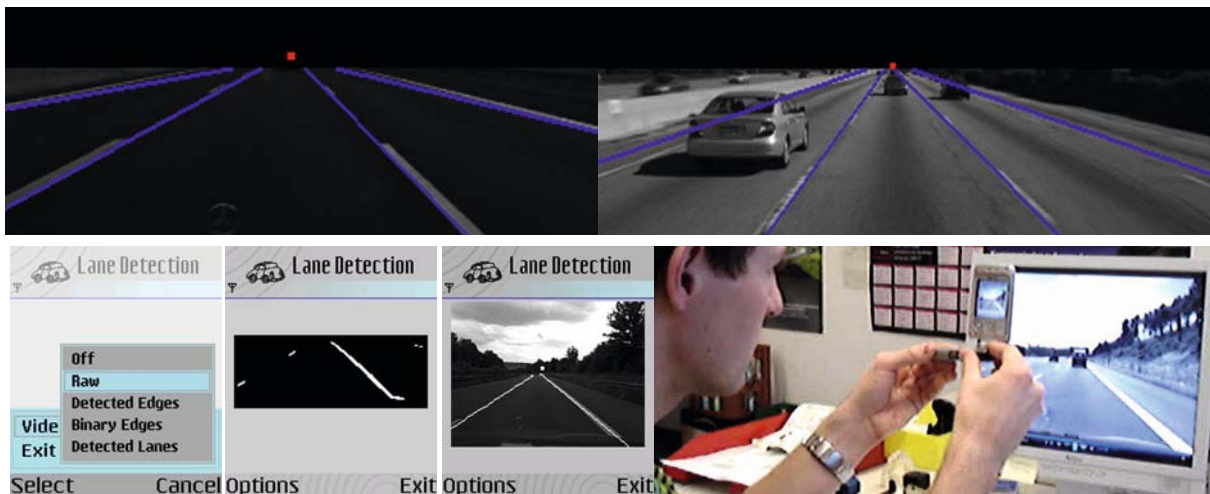 Lane Detection
Off
Raw
Detected Edges
Binary Edges
Detected Lanes
Vide
Exit
Select Cancel
Lane Detection
Options Exit
Lane Detection
Options Exit